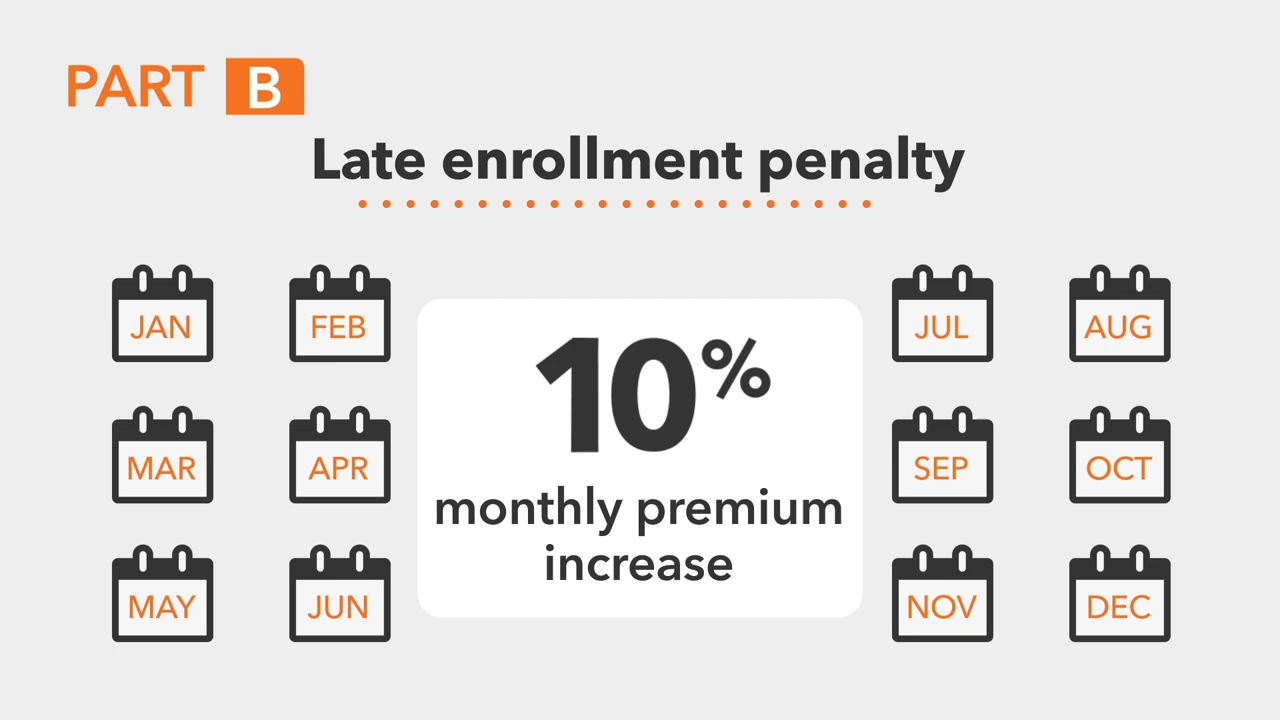 PART B
Late enrollment penalty
JAN FEB
MAR APR
MAY JUN
10%
monthly premium
increase
JUL AUG
SEP OCT
NOV DEC